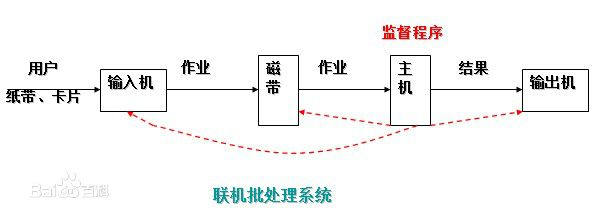 监督程序
用户
纸带、卡片
输入机
作业
磁
带
作业
主
机
结果
输出机
Bai百科
联机批处理系统